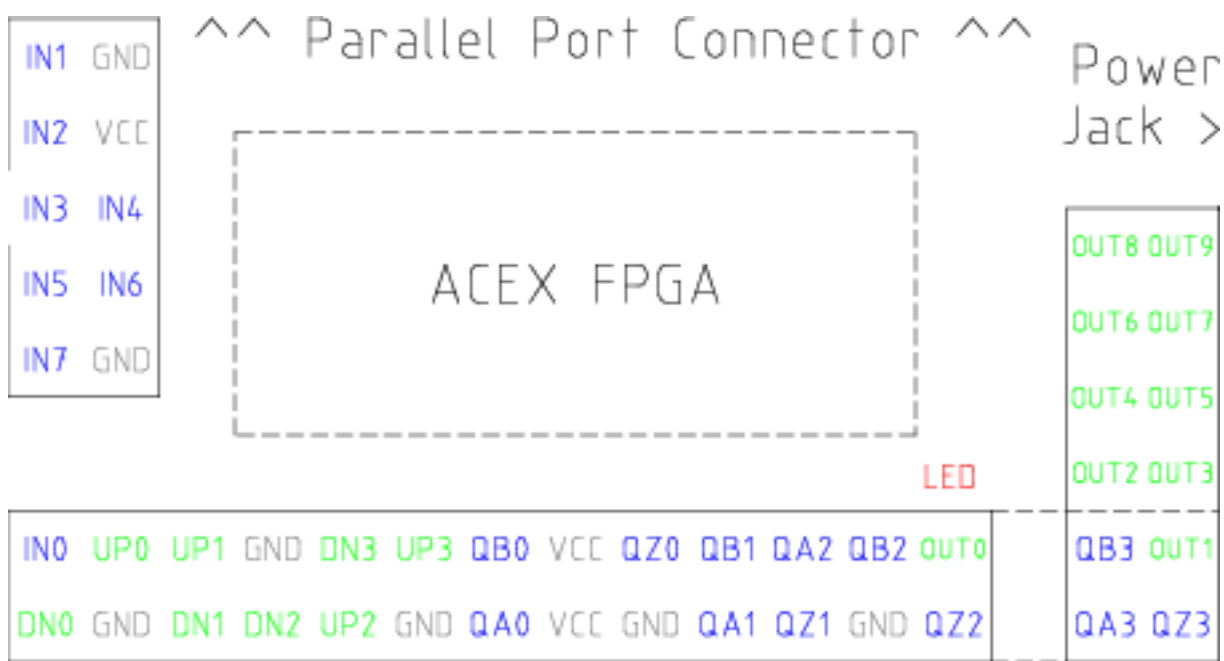 ^^ Parallel Port Connector ^^
Power
Jack >
IN1 GND
IN2 VCC
IN3 IN4
IN5 IN6
IN7 GND
ACEX FPGA
OUT8 OUT9
OUT6 OUT7
OUT4 OUT5
OUT2 OUT3
LED
IN0 UP0 UP1 GND DN3 UP3 QB0 VCC QZ0 QB1 QA2 QB2 OUT0
DN0 GND DN1 DN2 UP2 GND QA0 VCC GND QA1 QZ1 GND QZ2
QB3 OUT1
QA3 QZ3